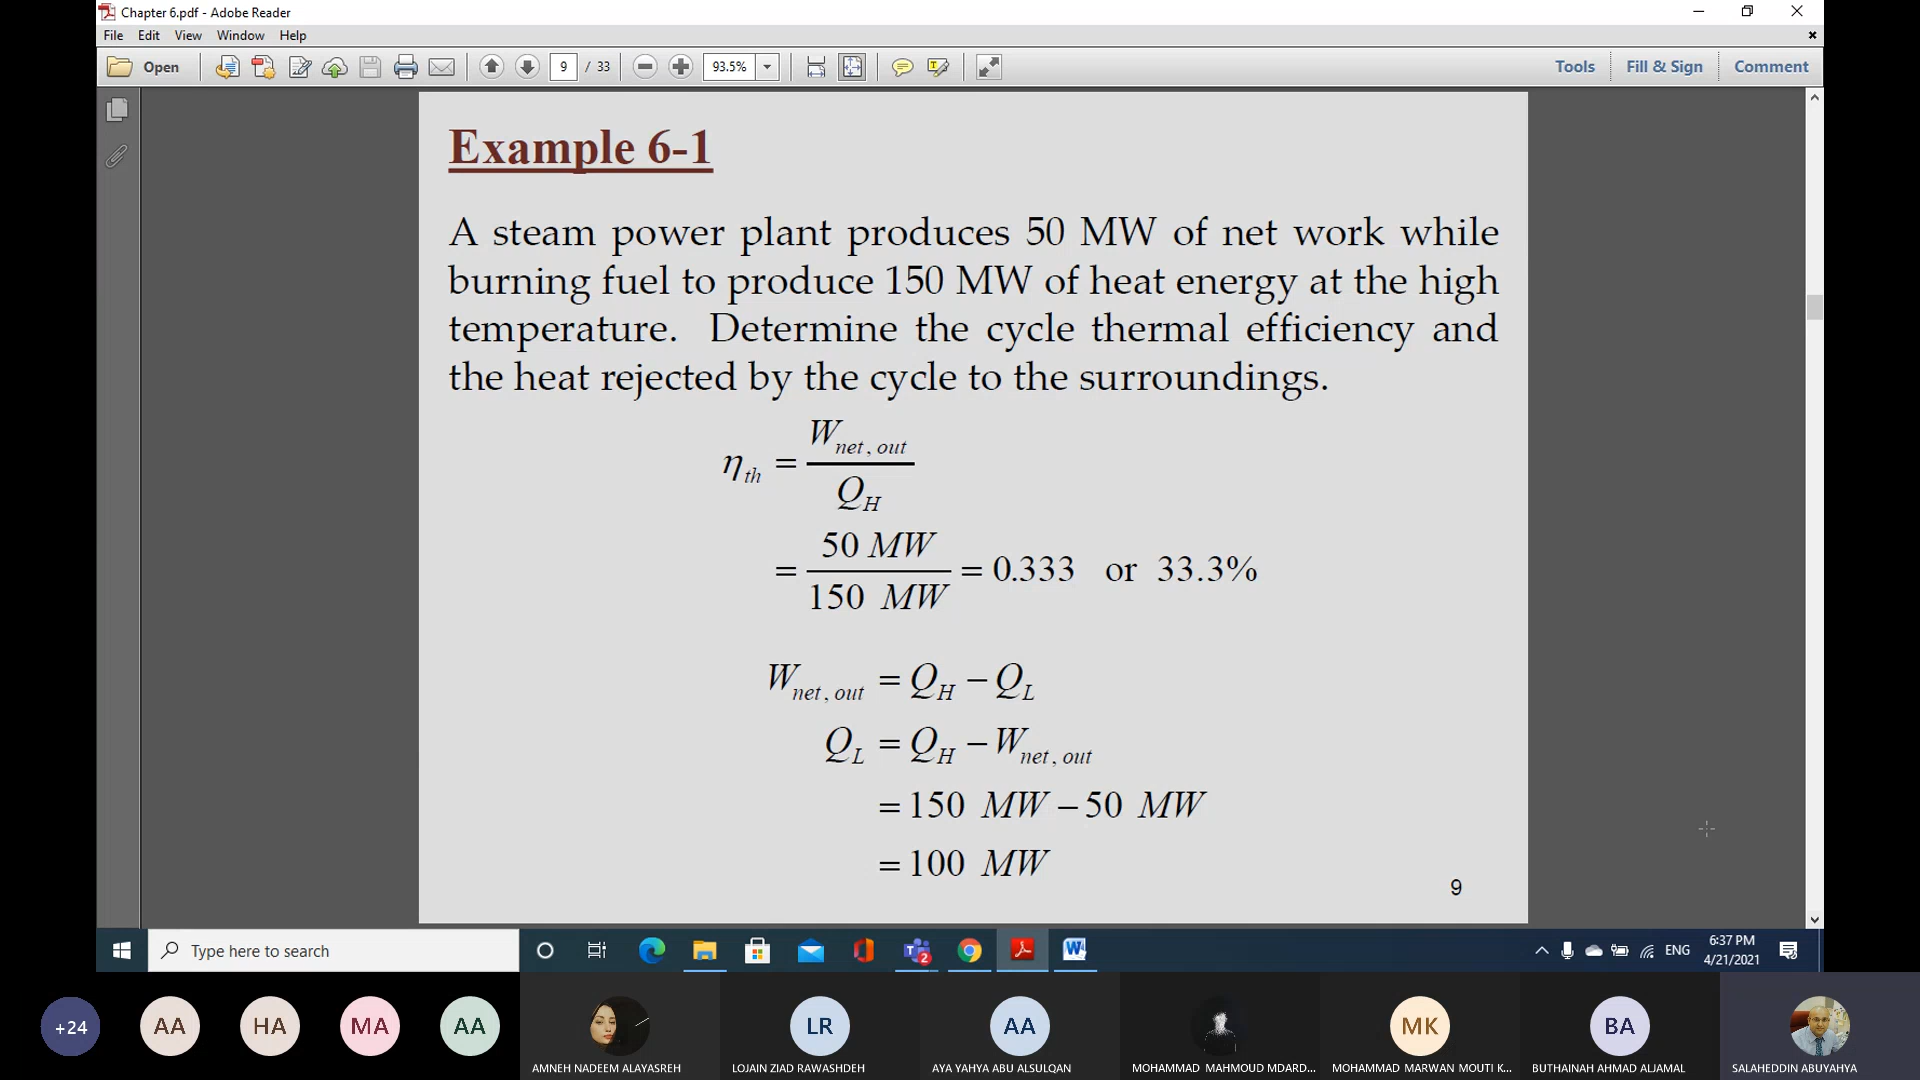 Chapter 6.pdf - Adobe Reader
File Edit View Window Help
Open 9 / 33 93.5% Tools Fill & Sign Comment
Example 6-1
A steam power plant produces 50 MW of net work while
burning fuel to produce 150 MW of heat energy at the high
temperature. Determine the cycle thermal efficiency and
the heat rejected by the cycle to the surroundings.
η_th = W_net, out / Q_H
= 50 MW / 150 MW = 0.333 or 33.3%
W_net, out = Q_H − Q_L
Q_L = Q_H − W_net, out
= 150 MW − 50 MW
= 100 MW
9
Type here to search
2
ENG
6:37 PM
4/21/2021
+24 AA HA MA AA LR AA MK BA
AMNEH NADEEM ALAYASREH LOJAIN ZIAD RAWASHDEH AYA YAHYA ABU ALSULQAN MOHAMMAD MAHMOUD MDARD... MOHAMMAD MARWAN MOUTI K... BUTHAINAH AHMAD ALJAMAL SALAHEDDIN ABUYAHYA